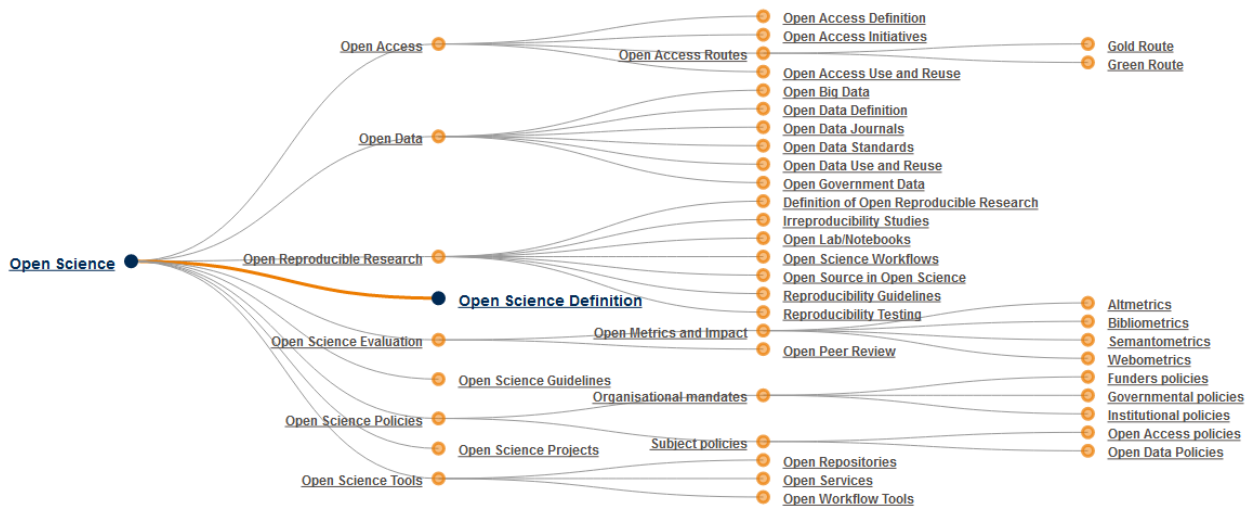 Open Science
Open Access
Open Access Definition
Open Access Initiatives
Open Access Routes
Gold Route
Green Route
Open Access Use and Reuse
Open Data
Open Big Data
Open Data Definition
Open Data Journals
Open Data Standards
Open Data Use and Reuse
Open Government Data
Open Reproducible Research
Definition of Open Reproducible Research
Irreproducibility Studies
Open Lab/Notebooks
Open Science Workflows
Open Source in Open Science
Reproducibility Guidelines
Reproducibility Testing
Open Science Definition
Open Science Evaluation
Open Metrics and Impact
Altmetrics
Bibliometrics
Semantometrics
Webometrics
Open Peer Review
Open Science Guidelines
Open Science Policies
Organisational mandates
Funders policies
Governmental policies
Institutional policies
Subject policies
Open Access policies
Open Data Policies
Open Science Projects
Open Science Tools
Open Repositories
Open Services
Open Workflow Tools